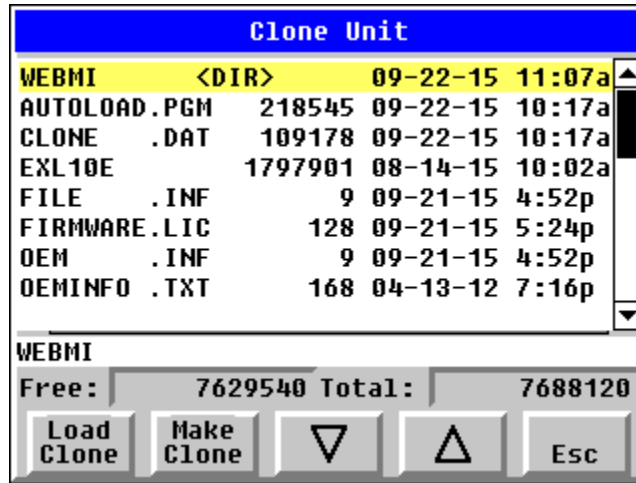 Clone Unit
WEBMI <DIR> 09-22-15 11:07a
AUTOLOAD.PGM 218545 09-22-15 10:17a
CLONE .DAT 109178 09-22-15 10:17a
EXL10E 1797901 08-14-15 10:02a
FILE .INF 9 09-21-15 4:52p
FIRMWARE.LIC 128 09-21-15 5:24p
OEM .INF 9 09-21-15 4:52p
OEMINFO .TXT 168 04-13-12 7:16p
WEBMI
Free: 7629540 Total: 7688120
Load Make
Clone Clone Esc